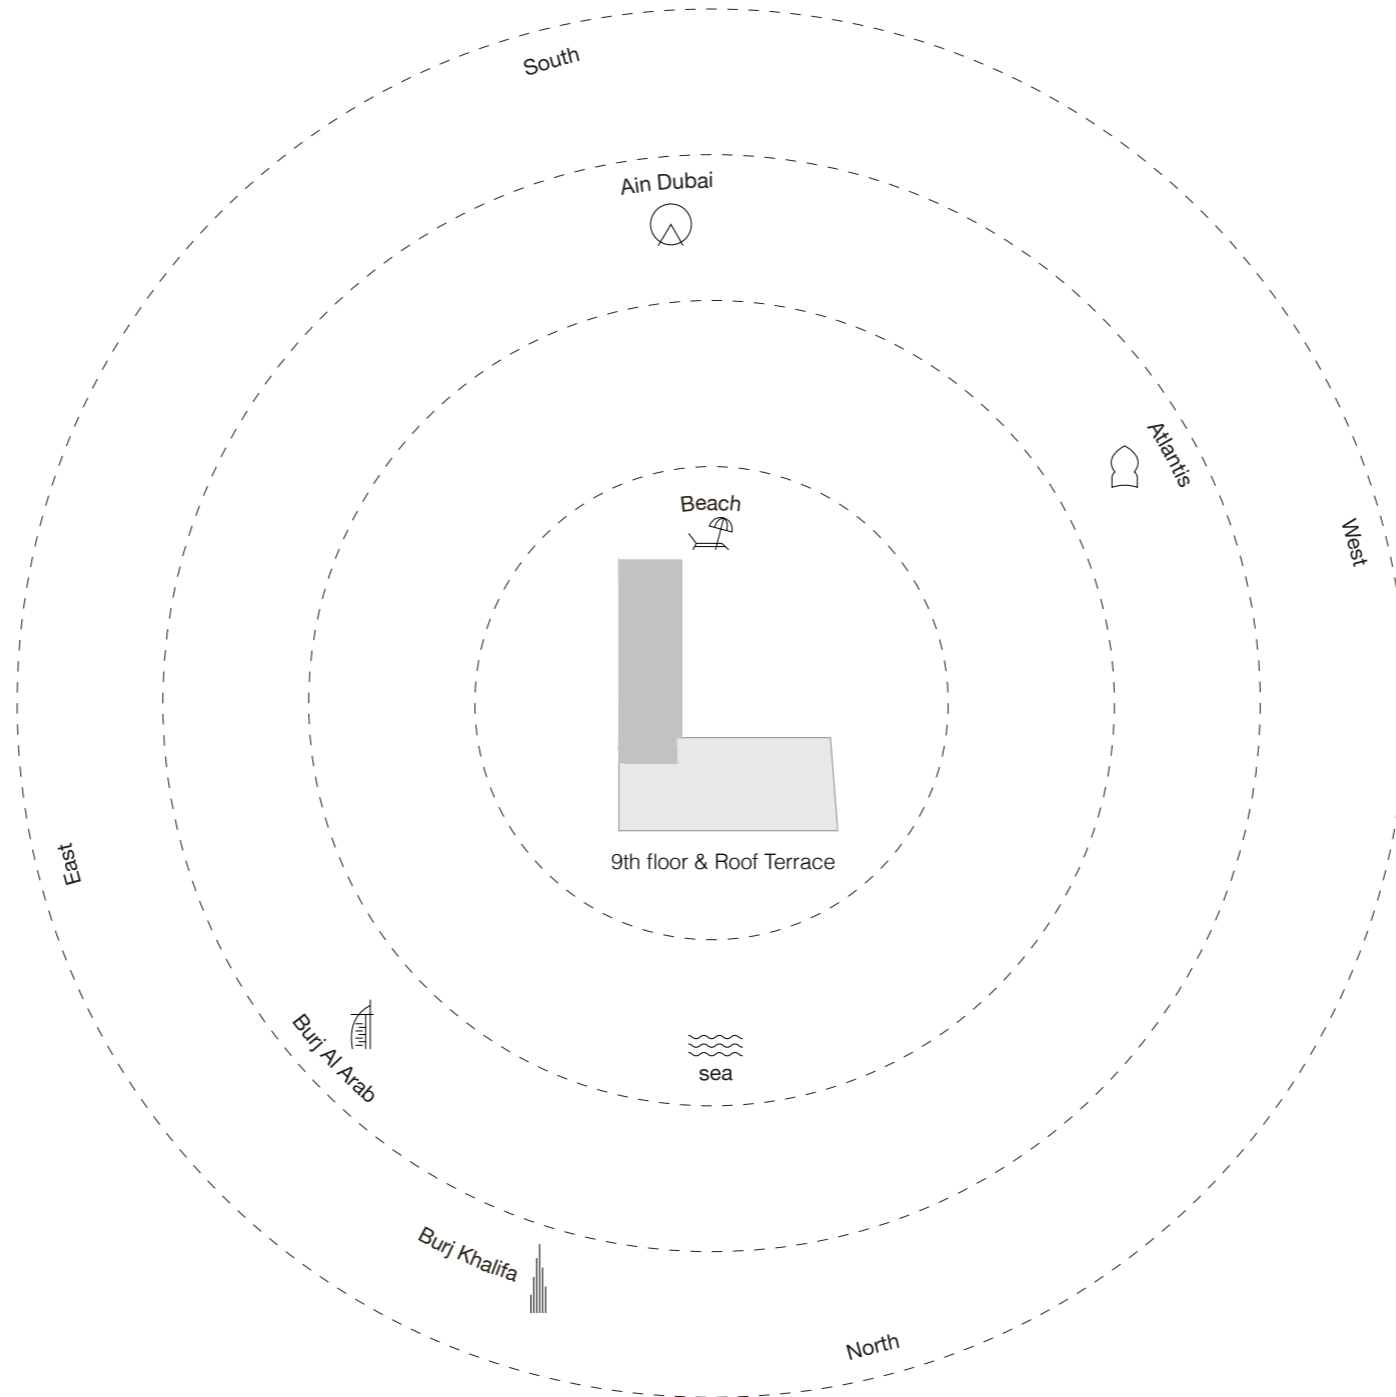 South
Ain Dubai
Atlantis
Beach
West
East
9th floor & Roof Terrace
Burj Al Arab
sea
Burj Khalifa
North